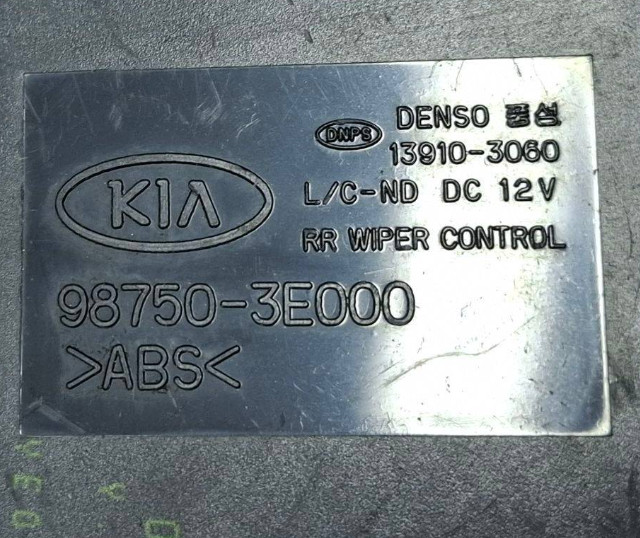 DNPS DENSO 풍성
13910-3060
L/C-ND DC 12V
KIA
RR WIPER CONTROL
98750-3E000
>ABS<